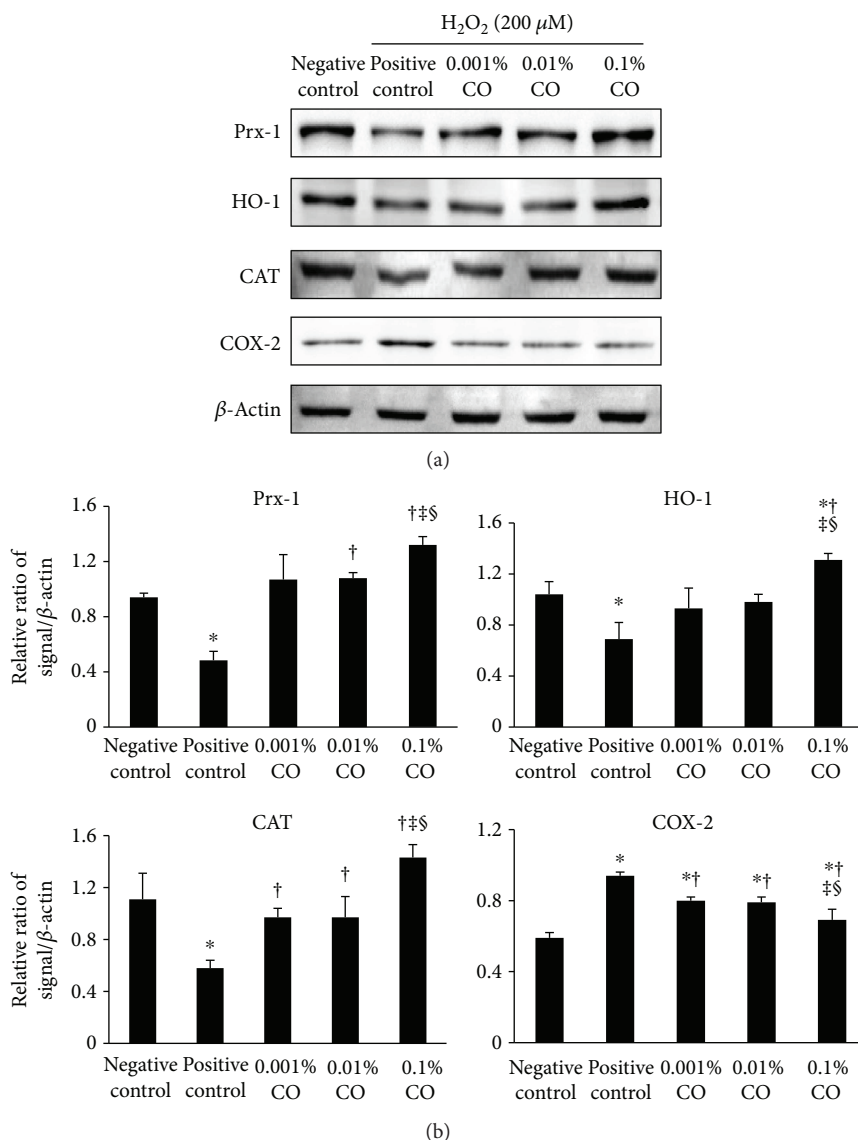 H₂O₂ (200 μM)
Negative control Positive control 0.001% CO 0.01% CO 0.1% CO
Prx-1
HO-1
CAT
COX-2
β-Actin
(a)
Prx-1
Relative ratio of
signal/β-actin
1.6
1.2
0.8
0.4
0
*
†
†‡§
Negative control Positive control 0.001% CO 0.01% CO 0.1% CO
HO-1
1.6
1.2
0.8
0.4
0
*
*†
‡§
Negative control Positive control 0.001% CO 0.01% CO 0.1% CO
CAT
Relative ratio of
signal/β-actin
1.6
1.2
0.8
0.4
0
*
†
†
†‡§
Negative control Positive control 0.001% CO 0.01% CO 0.1% CO
COX-2
1.2
0.8
0.4
0
*
*†
*†
*†
‡§
Negative control Positive control 0.001% CO 0.01% CO 0.1% CO
(b)